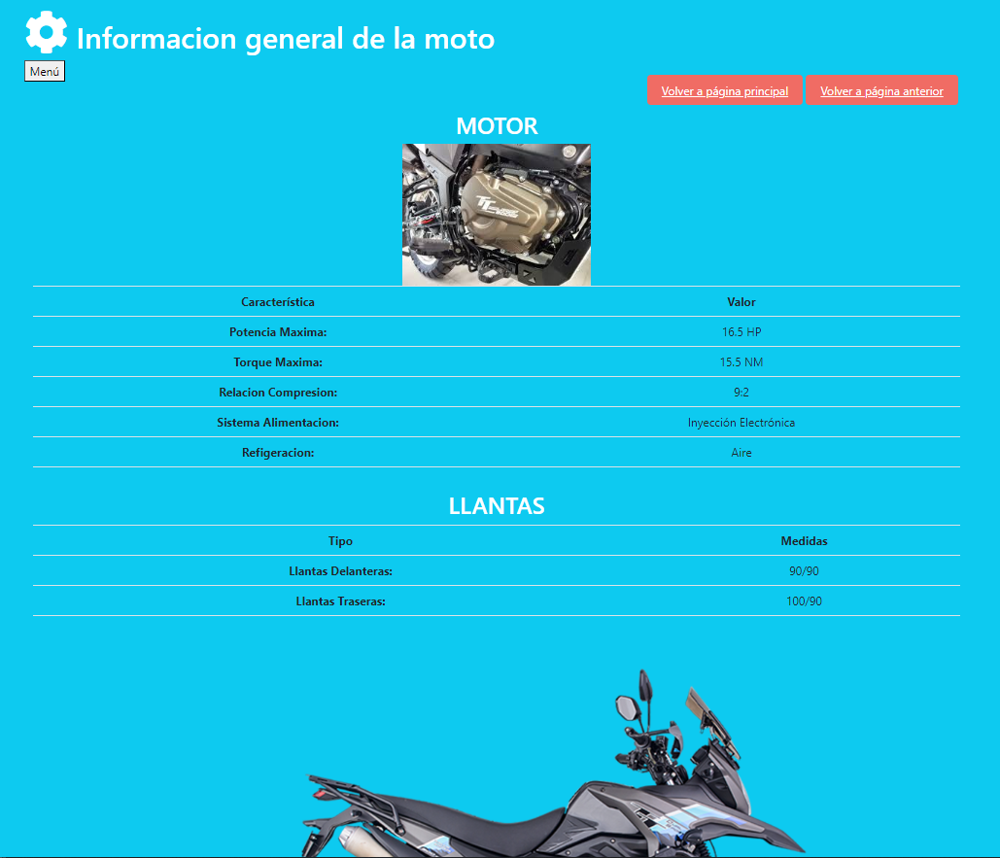 Informacion general de la moto
Menú
Volver a página principal Volver a página anterior
MOTOR
TT
Característica Valor
Potencia Maxima: 16.5 HP
Torque Maxima: 15.5 NM
Relacion Compresion: 9:2
Sistema Alimentacion: Inyección Electrónica
Refigeracion: Aire
LLANTAS
Tipo Medidas
Llantas Delanteras: 90/90
Llantas Traseras: 100/90